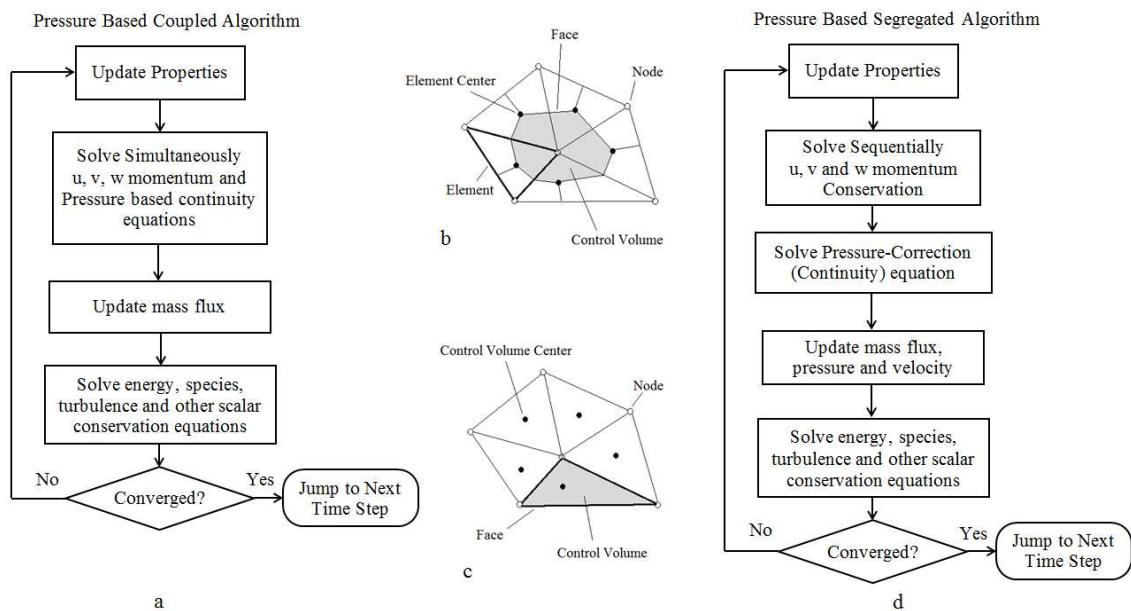 Pressure Based Coupled Algorithm
Update Properties
Solve Simultaneously
u, v, w momentum and
Pressure based continuity
equations
Update mass flux
Solve energy, species,
turbulence and other scalar
conservation equations
No
Converged?
Yes
Jump to Next
Time Step
a
Face
Element Center
Node
Element
Control Volume
b
Control Volume Center
Node
Face
Control Volume
c
Pressure Based Segregated Algorithm
Update Properties
Solve Sequentially
u, v and w momentum
Conservation
Solve Pressure-Correction
(Continuity) equation
Update mass flux,
pressure and velocity
Solve energy, species,
turbulence and other scalar
conservation equations
No
Converged?
Yes
Jump to Next
Time Step
d